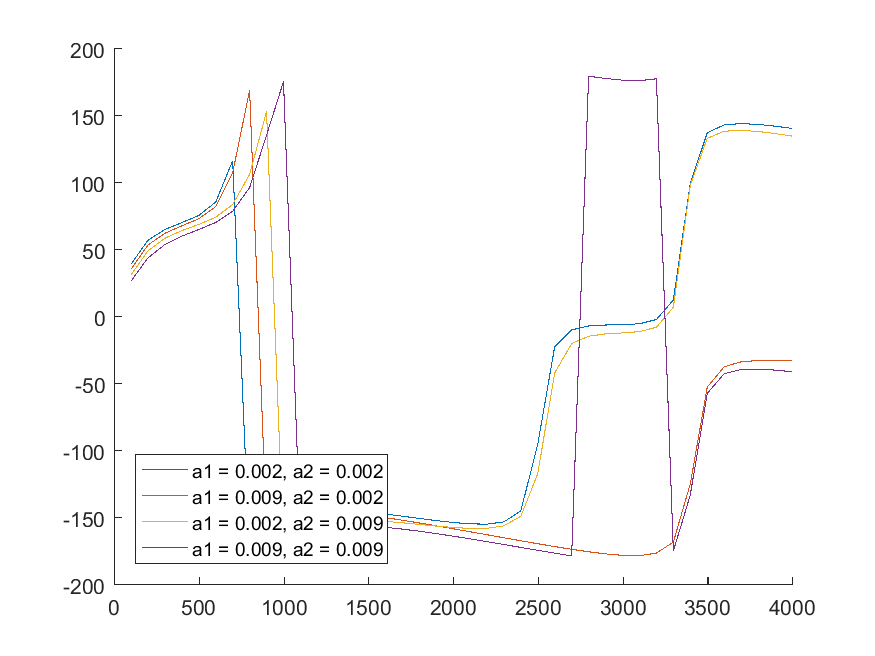 200
150
100
50
0
-50
-100
-150
-200
a1 = 0.002, a2 = 0.002
a1 = 0.009, a2 = 0.002
a1 = 0.002, a2 = 0.009
a1 = 0.009, a2 = 0.009
0 500 1000 1500 2000 2500 3000 3500 4000